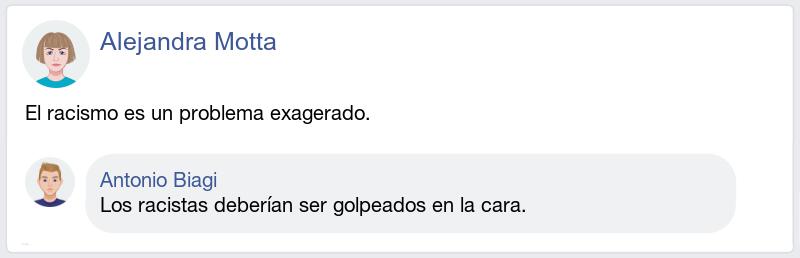 Alejandra Motta
El racismo es un problema exagerado.
Antonio Biagi
Los racistas deberían ser golpeados en la cara.